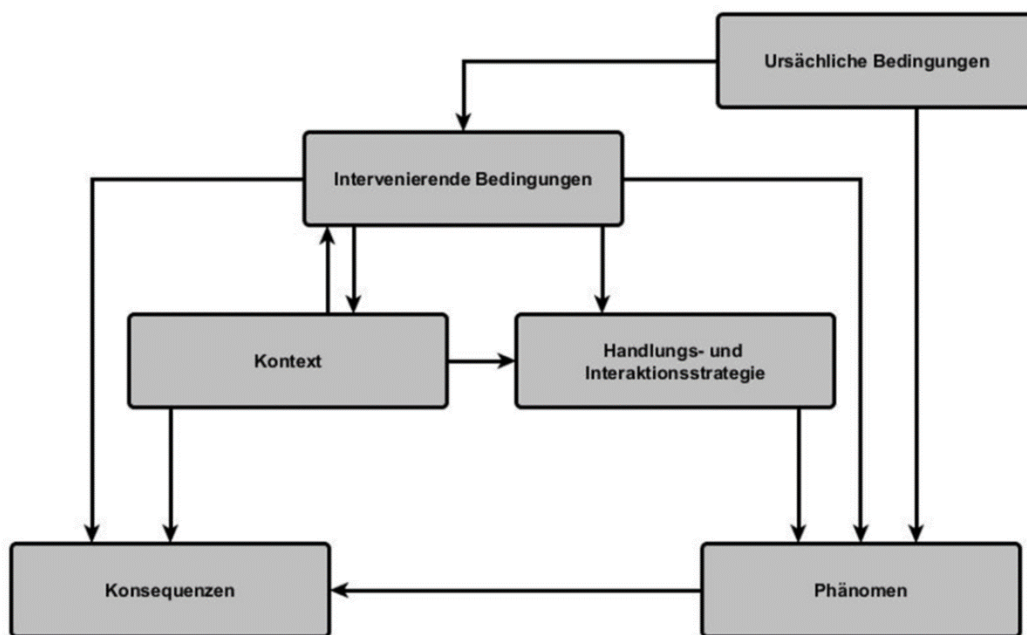 Ursächliche Bedingungen
Intervenierende Bedingungen
Kontext
Handlungs- und
Interaktionsstrategie
Konsequenzen
Phänomen